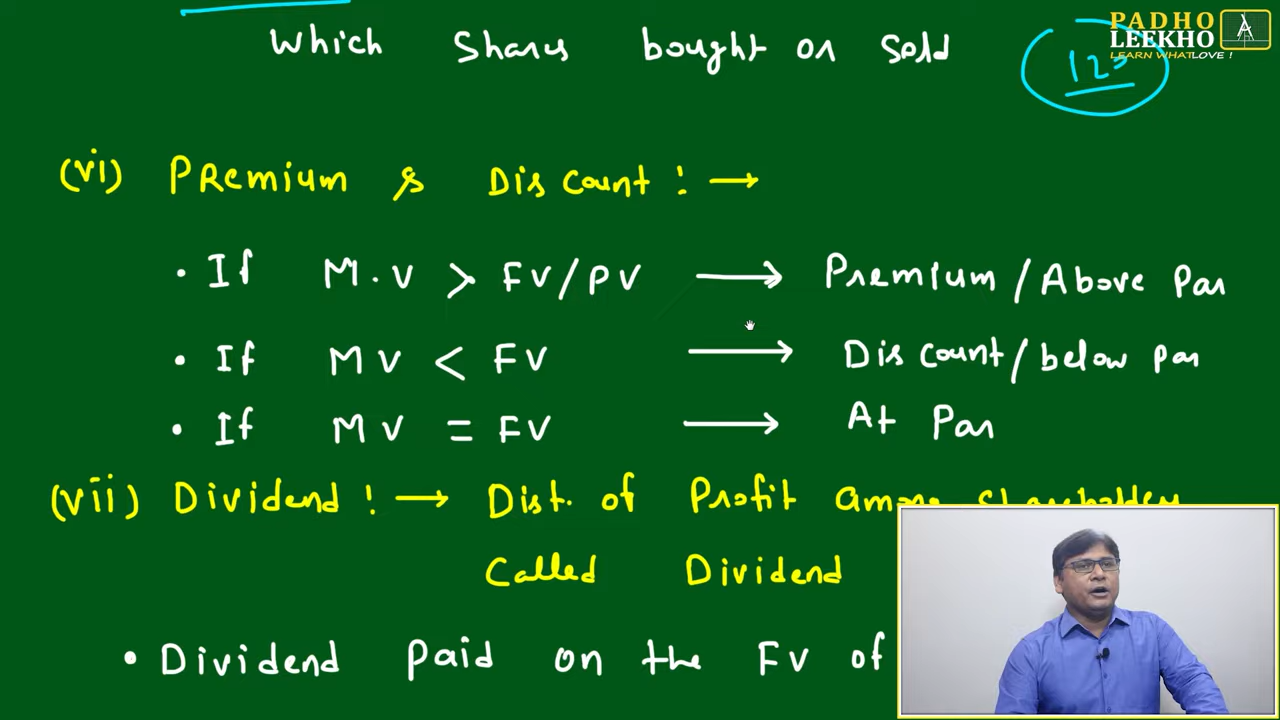 PADHO
LEEKHO
LEARN WHAT LOVE !
Which Shares bought or Sold
(vi) Premium & Discount : →
• If M.V > FV/PV → Premium / Above Par
• If MV < FV → Discount / below par
• If MV = FV → At Par
(vii) Dividend : → Dist. of Profit among shareholder
Called Dividend
• Dividend Paid on the FV of